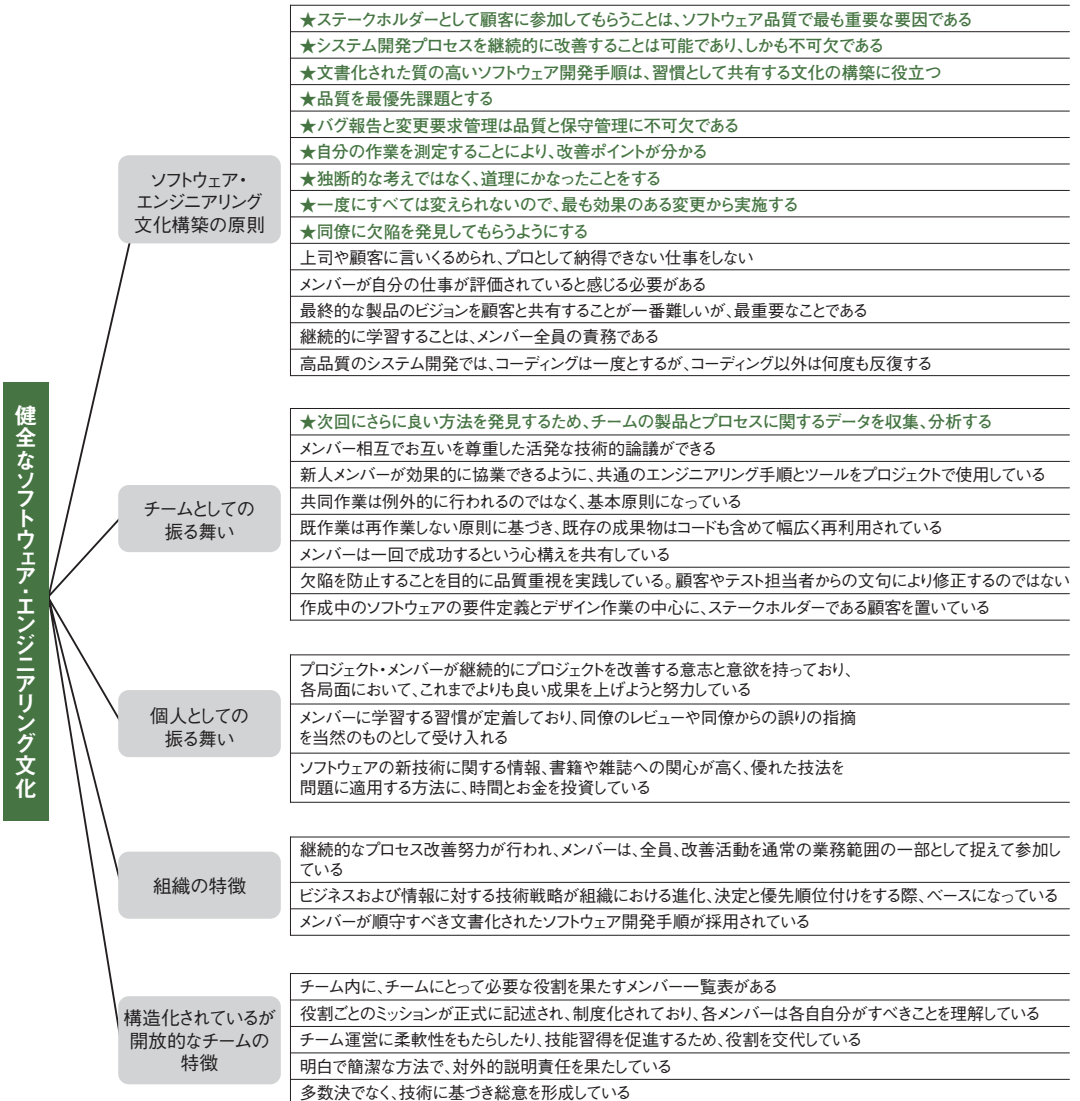 健全なソフトウェア・エンジニアリング文化
ソフトウェア・
エンジニアリング
文化構築の原則
★ステークホルダーとして顧客に参加してもらうことは、ソフトウェア品質で最も重要な要因である
★システム開発プロセスを継続的に改善することは可能であり、しかも不可欠である
★文書化された質の高いソフトウェア開発手順は、習慣として共有する文化の構築に役立つ
★品質を最優先課題とする
★バグ報告と変更要求管理は品質と保守管理に不可欠である
★自分の作業を測定することにより、改善ポイントが分かる
★独断的な考えではなく、道理にかなったことをする
★一度にすべては変えられないので、最も効果のある変更から実施する
★同僚に欠陥を発見してもらうようにする
上司や顧客に言いくるめられ、プロとして納得できない仕事をしない
メンバーが自分の仕事が評価されていると感じる必要がある
最終的な製品のビジョンを顧客と共有することが一番難しいが、最重要なことである
継続的に学習することは、メンバー全員の責務である
高品質のシステム開発では、コーディングは一度とするが、コーディング以外は何度も反復する
チームとしての
振る舞い
★次回にさらに良い方法を発見するため、チームの製品とプロセスに関するデータを収集、分析する
メンバー相互でお互いを尊重した活発な技術的論議ができる
新人メンバーが効果的に協業できるように、共通のエンジニアリング手順とツールをプロジェクトで使用している
共同作業は例外的に行われるのではなく、基本原則になっている
既作業は再作業しない原則に基づき、既存の成果物はコードも含めて幅広く再利用されている
メンバーは一回で成功するという心構えを共有している
欠陥を防止することを目的に品質重視を実践している。顧客やテスト担当者からの文句により修正するのではない
作成中のソフトウェアの要件定義とデザイン作業の中心に、ステークホルダーである顧客を置いている
個人としての
振る舞い
プロジェクト・メンバーが継続的にプロジェクトを改善する意志と意欲を持っており、
各局面において、これまでよりも良い成果を上げようと努力している
メンバーに学習する習慣が定着しており、同僚のレビューや同僚からの誤りの指摘
を当然のものとして受け入れる
ソフトウェアの新技術に関する情報、書籍や雑誌への関心が高く、優れた技法を
問題に適用する方法に、時間とお金を投資している
組織の特徴
継続的なプロセス改善努力が行われ、メンバーは、全員、改善活動を通常の業務範囲の一部として捉えて参加し
ている
ビジネスおよび情報に対する技術戦略が組織における進化、決定と優先順位付けをする際、ベースになっている
メンバーが順守すべき文書化されたソフトウェア開発手順が採用されている
構造化されているが
開放的なチームの
特徴
チーム内に、チームにとって必要な役割を果たすメンバー一覧表がある
役割ごとのミッションが正式に記述され、制度化されており、各メンバーは各自自分がすべきことを理解している
チーム運営に柔軟性をもたらしたり、技能習得を促進するため、役割を交代している
明白で簡潔な方法で、対外的説明責任を果たしている
多数決でなく、技術に基づき総意を形成している